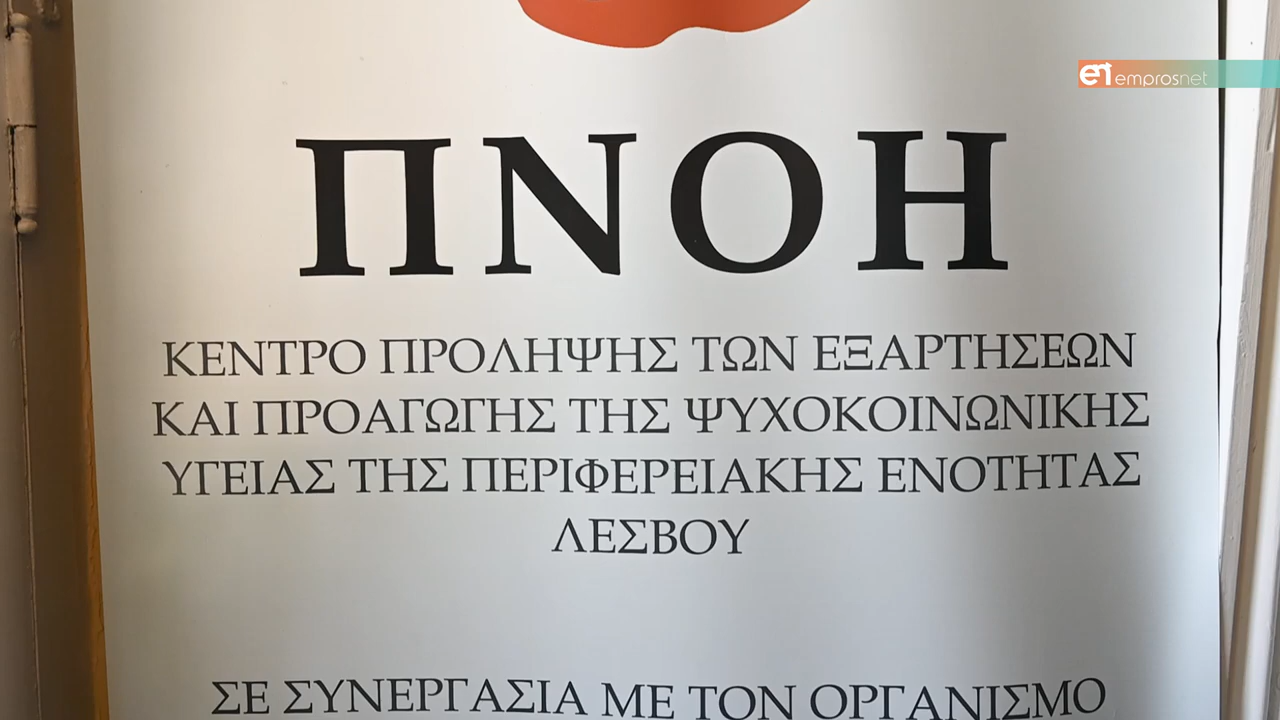 en emprosnet
ΠΝΟΗ
ΚΕΝΤΡΟ ΠΡΟΛΗΨΗΣ ΤΩΝ ΕΞΑΡΤΗΣΕΩΝ
ΚΑΙ ΠΡΟΑΓΩΓΗΣ ΤΗΣ ΨΥΧΟΚΟΙΝΩΝΙΚΗΣ
ΥΓΕΙΑΣ ΤΗΣ ΠΕΡΙΦΕΡΕΙΑΚΗΣ ΕΝΟΤΗΤΑΣ
ΛΕΣΒΟΥ
ΣΕ ΣΥΝΕΡΓΑΣΙΑ ΜΕ ΤΟΝ ΟΡΓΑΝΙΣΜΟ